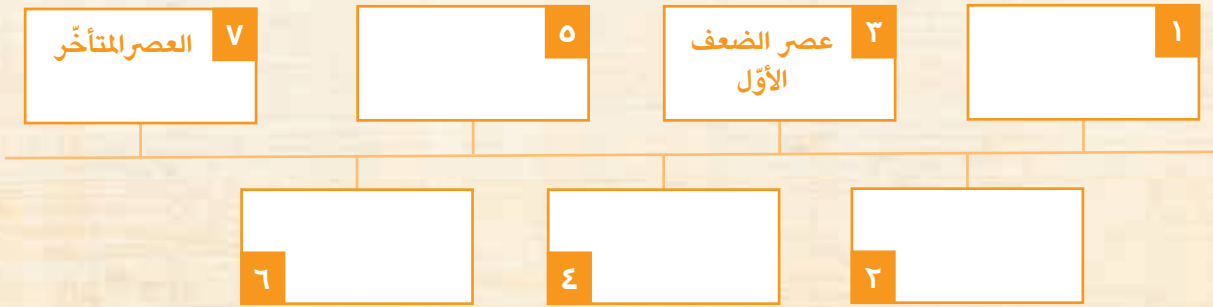 ١
٣ عصر الضعف
الأوّل
٥
٧ العصر المتأخّر
٢
٤
٦